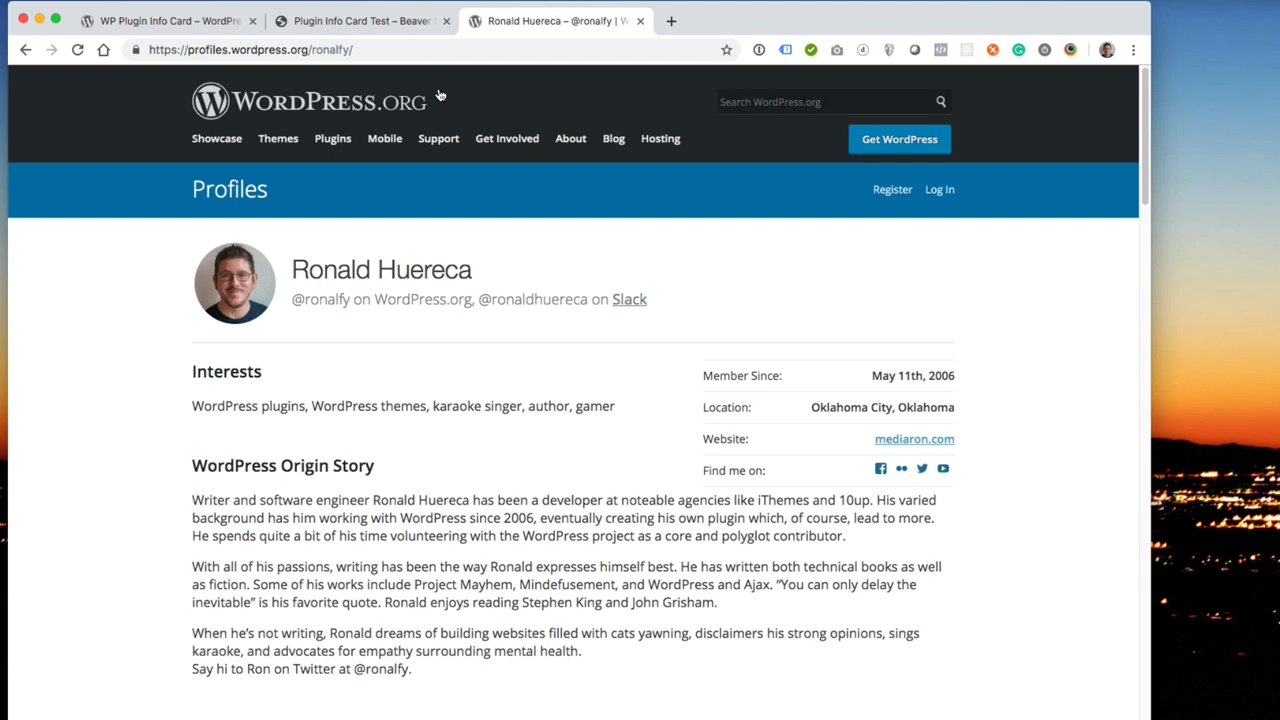 WP Plugin Info Card – WordPre
Plugin Info Card Test – Beaver
Ronald Huereca – @ronalfy | W
https://profiles.wordpress.org/ronalfy/
WORDPRESS.ORG
Search WordPress.org
Showcase Themes Plugins Mobile Support Get Involved About Blog Hosting
Get WordPress
Profiles
Register Log In
Ronald Huereca
@ronalfy on WordPress.org, @ronaldhuereca on Slack
Interests
WordPress plugins, WordPress themes, karaoke singer, author, gamer
Member Since: May 11th, 2006
Location: Oklahoma City, Oklahoma
Website: mediaron.com
Find me on:
WordPress Origin Story
Writer and software engineer Ronald Huereca has been a developer at noteable agencies like iThemes and 10up. His varied
background has him working with WordPress since 2006, eventually creating his own plugin which, of course, lead to more.
He spends quite a bit of his time volunteering with the WordPress project as a core and polyglot contributor.
With all of his passions, writing has been the way Ronald expresses himself best. He has written both technical books as well
as fiction. Some of his works include Project Mayhem, Mindefusement, and WordPress and Ajax. “You can only delay the
inevitable” is his favorite quote. Ronald enjoys reading Stephen King and John Grisham.
When he’s not writing, Ronald dreams of building websites filled with cats yawning, disclaimers his strong opinions, sings
karaoke, and advocates for empathy surrounding mental health.
Say hi to Ron on Twitter at @ronalfy.